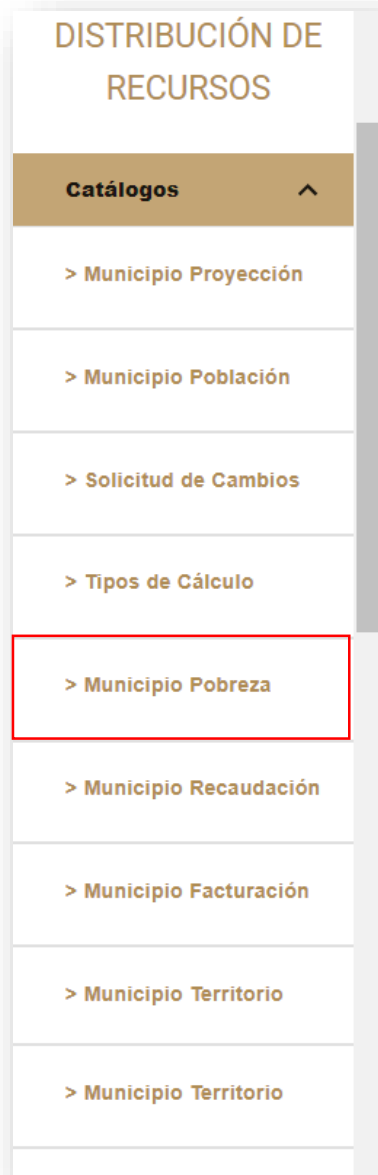 DISTRIBUCIÓN DE
RECURSOS
Catálogos
> Municipio Proyección
> Municipio Población
> Solicitud de Cambios
> Tipos de Cálculo
> Municipio Pobreza
> Municipio Recaudación
> Municipio Facturación
> Municipio Territorio
> Municipio Territorio